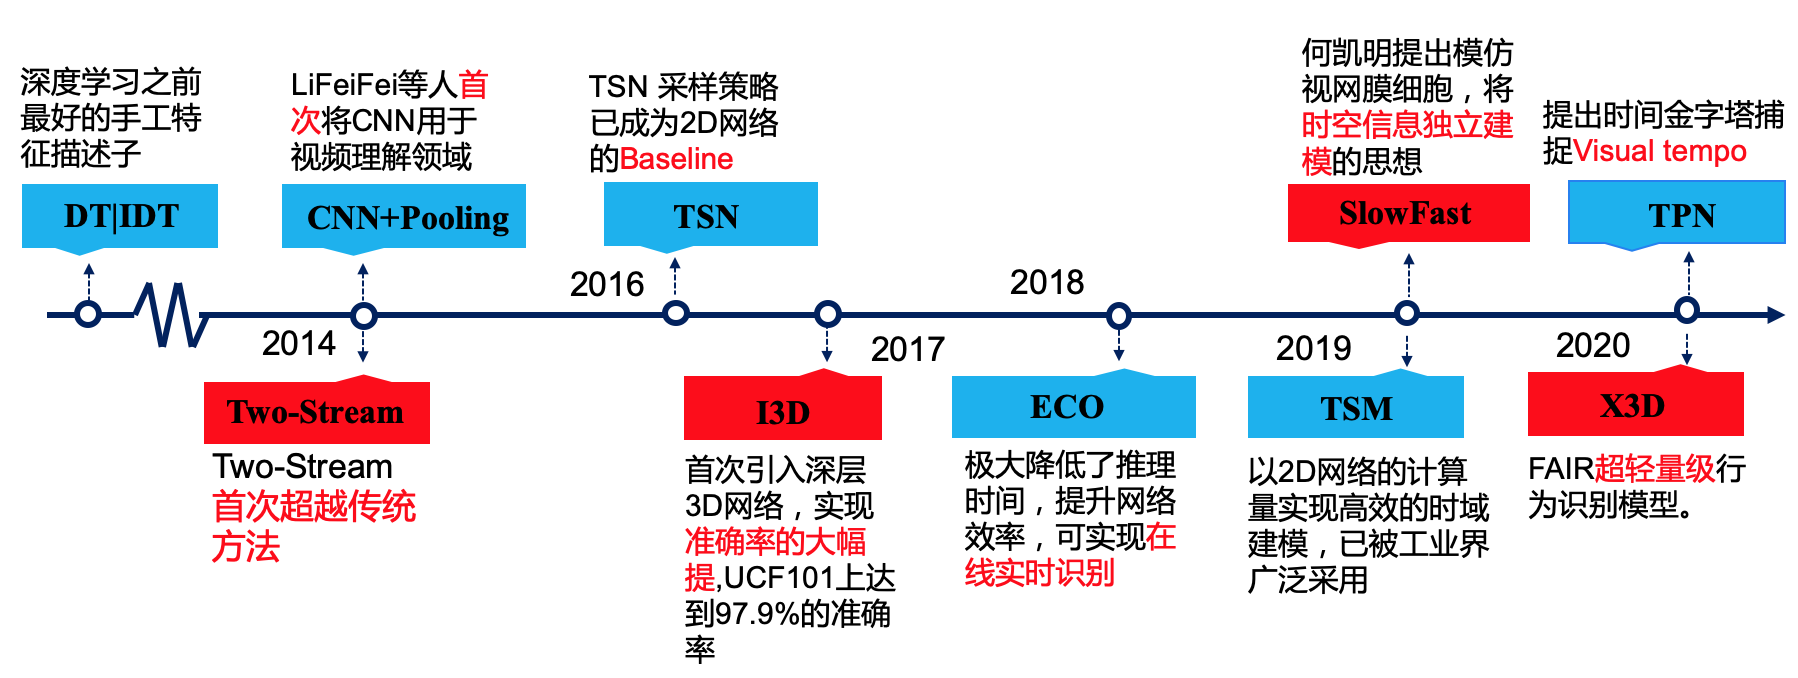 深度学习之前
最好的手工特
征描述子
DT|IDT
LiFeiFei等人首
次将CNN用于
视频理解领域
CNN+Pooling
TSN 采样策略
已成为2D网络
的Baseline
TSN
何凯明提出模仿
视网膜细胞，将
时空信息独立建
模的思想
SlowFast
提出时间金字塔捕
捉Visual tempo
TPN
2014
2016
2017
2018
2019
2020
Two-Stream
Two-Stream
首次超越传统
方法
I3D
首次引入深层
3D网络，实现
准确率的大幅
提,UCF101上达
到97.9%的准确
率
ECO
极大降低了推理
时间，提升网络
效率，可实现在
线实时识别
TSM
以2D网络的计算
量实现高效的时域
建模，已被工业界
广泛采用
X3D
FAIR超轻量级行
为识别模型。